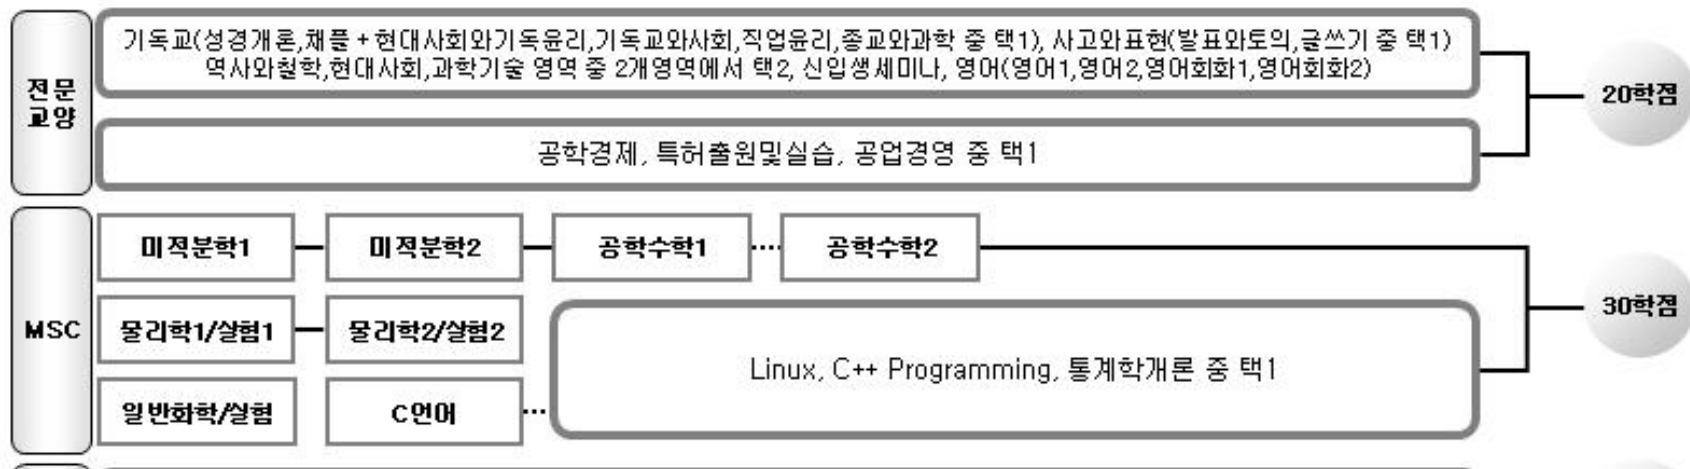 전문
교양
기독교(성경개론,채플+현대사회와기독윤리,기독교와사회,직업윤리,종교와과학 중 택1), 사고와표현(발표와토의,글쓰기 중 택1)
역사와철학,현대사회,과학기술 영역 중 2개영역에서 택2, 신입생세미나, 영어(영어1,영어2,영어회화1,영어회화2)
공학경제, 특허출원및실습, 공업경영 중 택1
20학점
MSC
미적분학1
미적분학2
공학수학1
공학수학2
물리학1/실험1
물리학2/실험2
Linux, C++ Programming, 통계학개론 중 택1
일반화학/실험
C언어
30학점